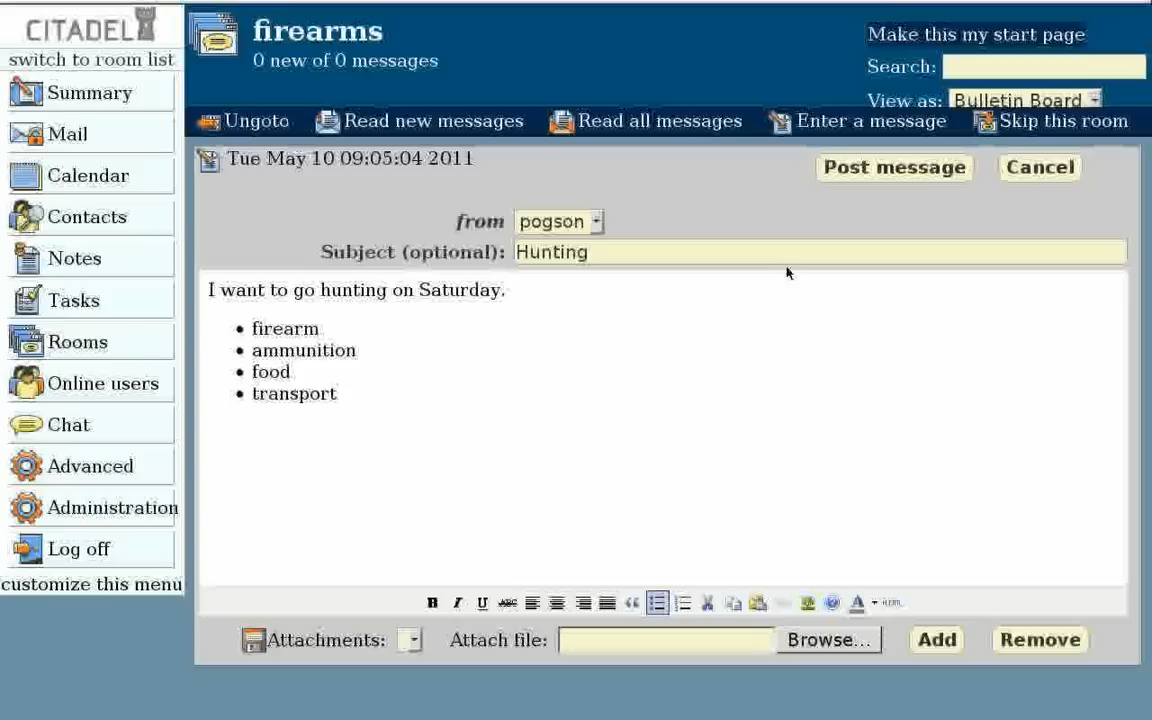 CITADEL
switch to room list
Summary
Mail
Calendar
Contacts
Notes
Tasks
Rooms
Online users
Chat
Advanced
Administration
Log off
customize this menu
firearms
0 new of 0 messages
Make this my start page
Search:
View as: Bulletin Board
Ungoto Read new messages Read all messages Enter a message Skip this room
Tue May 10 09:05:04 2011
Post message Cancel
from pogson
Subject (optional): Hunting
I want to go hunting on Saturday.
• firearm
• ammunition
• food
• transport
B I U ABC A HTML
Attachments: Attach file: Browse... Add Remove